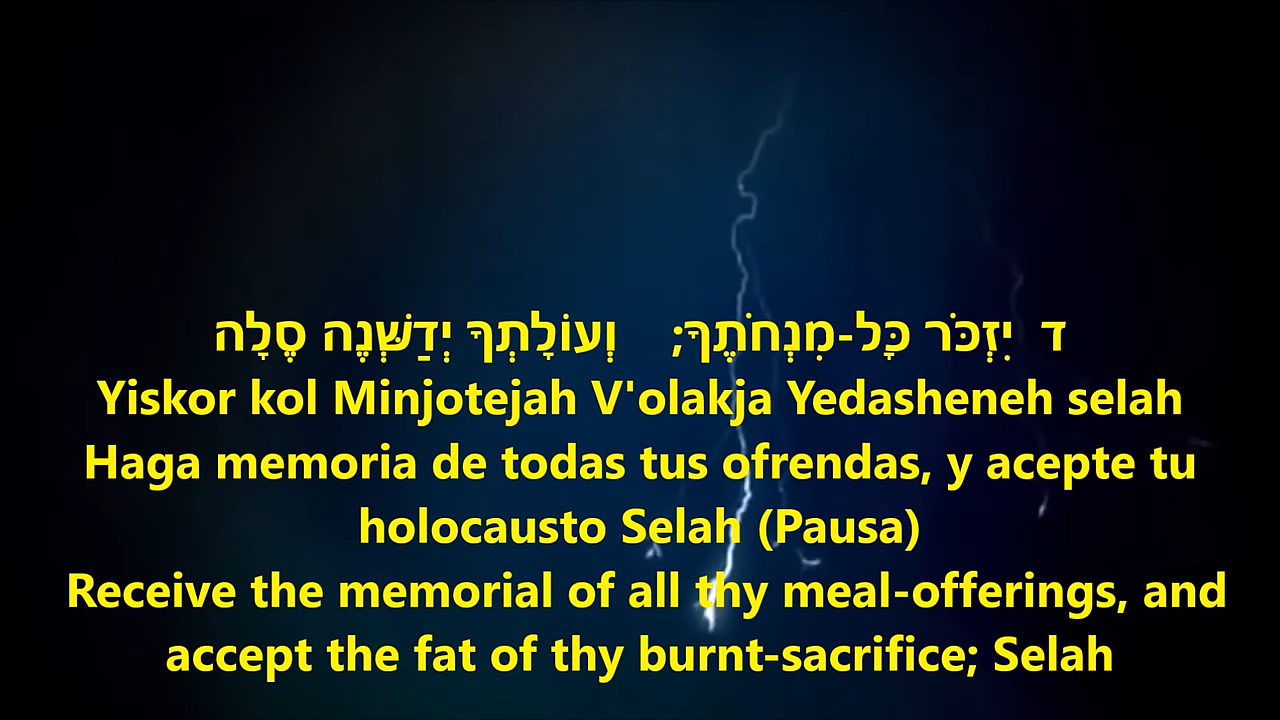 ד  יִזְכֹּר כָּל-מִנְחֹתֶךָ;    וְעוֹלָתְךָ יְדַשְּׁנֶה סֶלָה
Yiskor kol Minjotejah V'olakja Yedasheneh selah
Haga memoria de todas tus ofrendas, y acepte tu
holocausto Selah (Pausa)
Receive the memorial of all thy meal-offerings, and
accept the fat of thy burnt-sacrifice; Selah